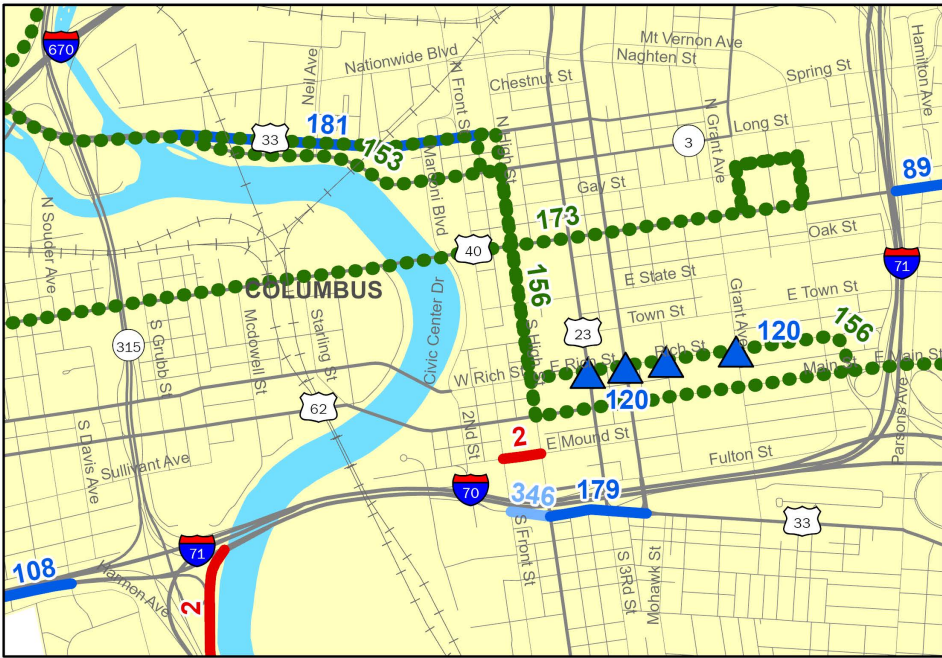 670
Nationwide Blvd
Neil Ave
N Front S
Mt Vernon Ave
Naghten St
Chestnut St
Spring St
Hamilton Ave
33
181
153
N High St
Long St
3
N Grant Ave
Marconi Blvd
Gay St
89
N Souder Ave
173
40
Oak St
71
COLUMBUS
156
E State St
E Town St
Civic Center Dr
Town St
Grant Ave
315
S Grubb St
Mcdowell St
Starling St
S High
23
120
156
W Rich St
E Rich St
Rich St
Main St
E Main St
120
62
2Nd St
2
E Mound St
Parsons Ave
S Davis Ave
Sullivant Ave
Fulton St
70
346
179
33
S Front St
71
108
Harmon Ave
2
S 3Rd St
Mohawk St